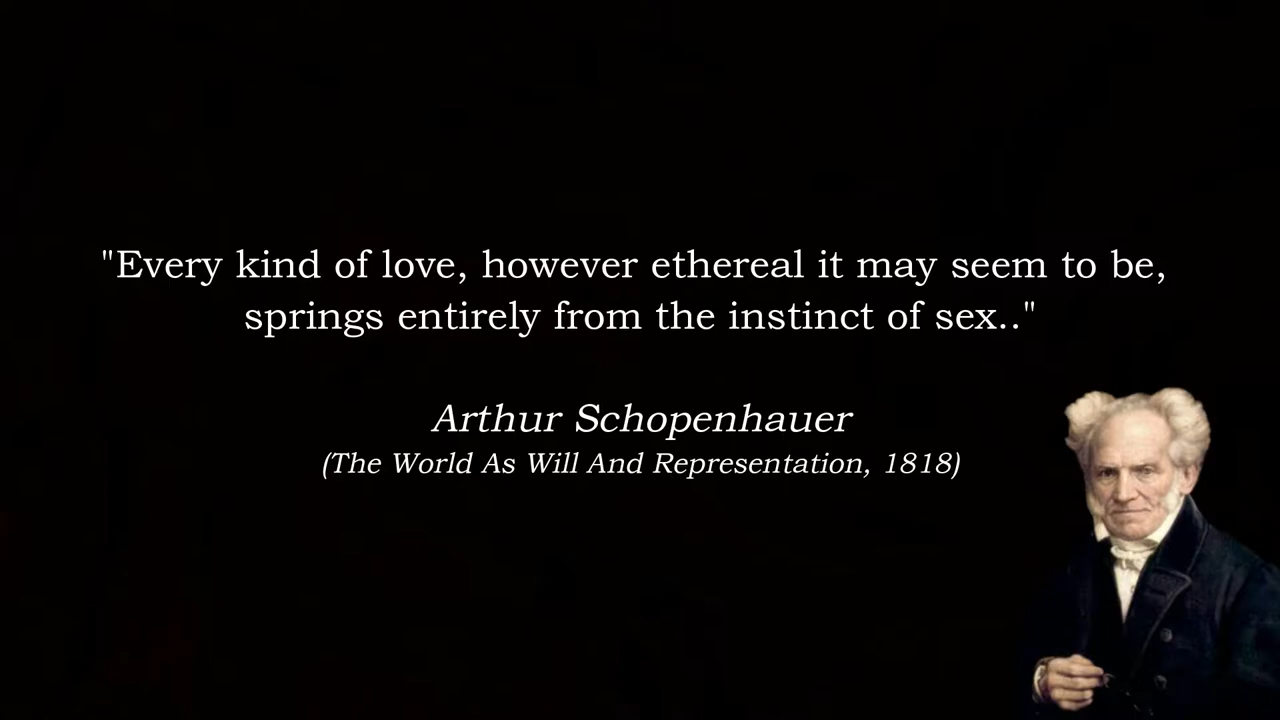 "Every kind of love, however ethereal it may seem to be,
springs entirely from the instinct of sex.."
Arthur Schopenhauer
(The World As Will And Representation, 1818)